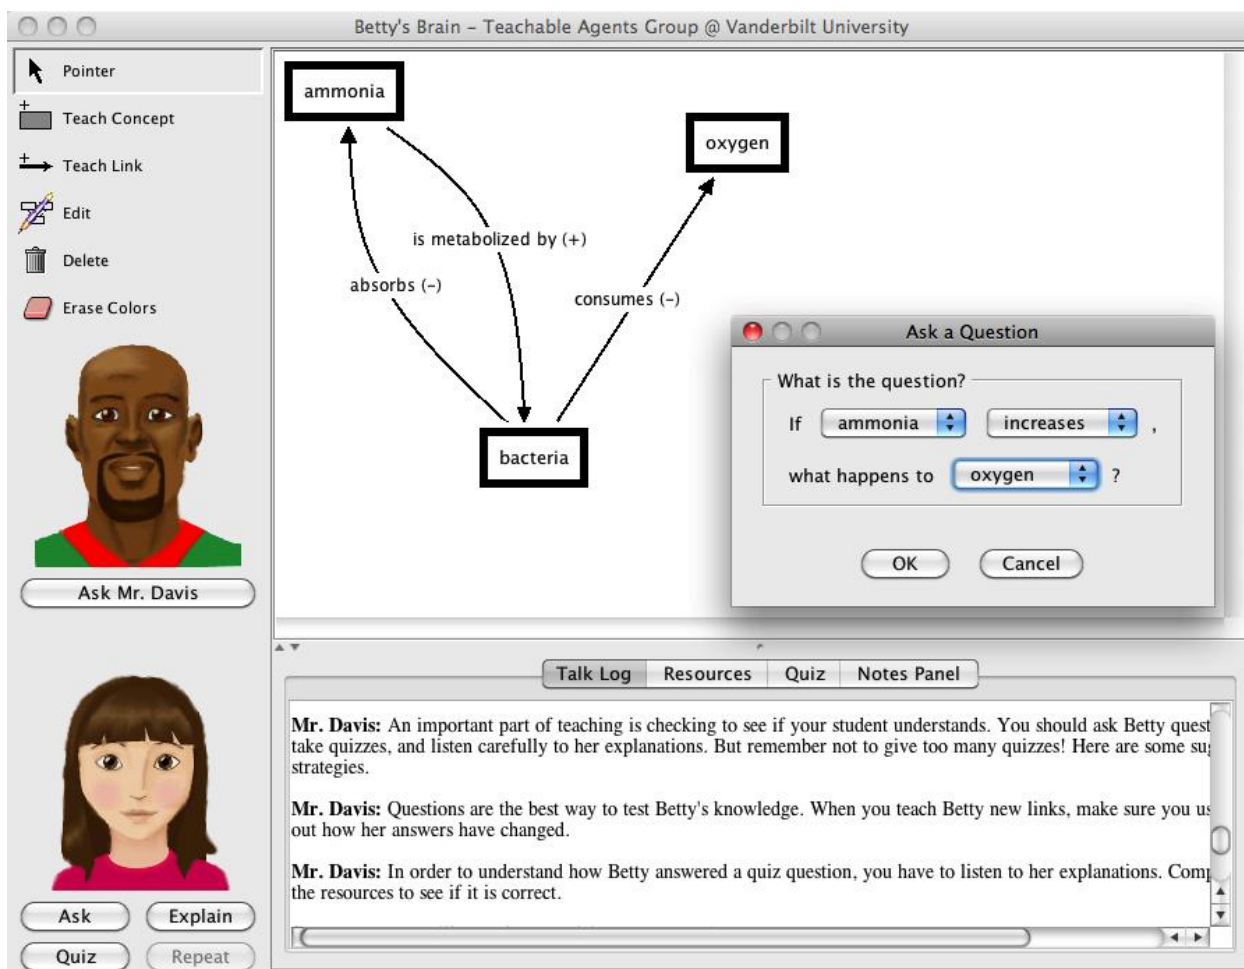 Betty's Brain – Teachable Agents Group @ Vanderbilt University
Pointer
Teach Concept
Teach Link
Edit
Delete
Erase Colors
Ask Mr. Davis
Ask
Explain
Quiz
Repeat
ammonia
oxygen
is metabolized by (+)
absorbs (-)
consumes (-)
bacteria
Ask a Question
What is the question?
If ammonia increases ,
what happens to oxygen ?
OK
Cancel
Talk Log
Resources
Quiz
Notes Panel
Mr. Davis: An important part of teaching is checking to see if your student understands. You should ask Betty quest
take quizzes, and listen carefully to her explanations. But remember not to give too many quizzes! Here are some su
strategies.
Mr. Davis: Questions are the best way to test Betty's knowledge. When you teach Betty new links, make sure you us
out how her answers have changed.
Mr. Davis: In order to understand how Betty answered a quiz question, you have to listen to her explanations. Comp
the resources to see if it is correct.